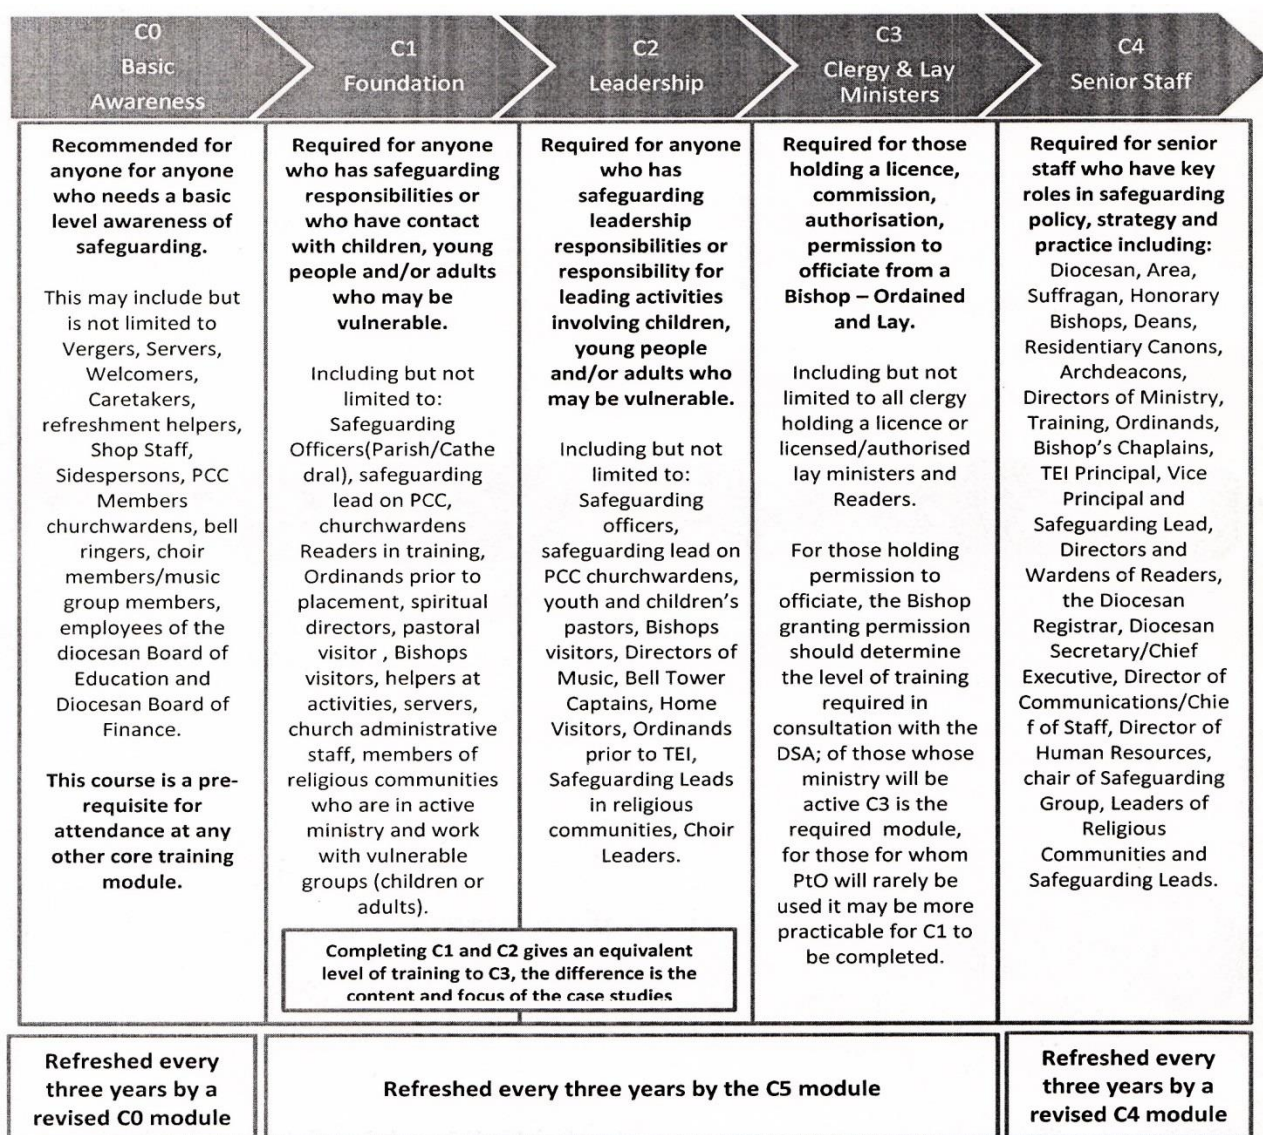 C0
Basic
Awareness
C1
Foundation
C2
Leadership
C3
Clergy & Lay
Ministers
C4
Senior Staff
Recommended for
anyone for anyone
who needs a basic
level awareness of
safeguarding.
This may include but
is not limited to
Vergers, Servers,
Welcomers,
Caretakers,
refreshment helpers,
Shop Staff,
Sidespersons, PCC
Members
churchwardens, bell
ringers, choir
members/music
group members,
employees of the
diocesan Board of
Education and
Diocesan Board of
Finance.
This course is a pre-
requisite for
attendance at any
other core training
module.
Required for anyone
who has safeguarding
responsibilities or
who have contact
with children, young
people and/or adults
who may be
vulnerable.
Including but not
limited to:
Safeguarding
Officers(Parish/Cathe
dral), safeguarding
lead on PCC,
churchwardens
Readers in training,
Ordinands prior to
placement, spiritual
directors, pastoral
visitor , Bishops
visitors, helpers at
activities, servers,
church administrative
staff, members of
religious communities
who are in active
ministry and work
with vulnerable
groups (children or
adults).
Required for anyone
who has
safeguarding
leadership
responsibilities or
responsibility for
leading activities
involving children,
young people
and/or adults who
may be vulnerable.
Including but not
limited to:
Safeguarding
officers,
safeguarding lead on
PCC churchwardens,
youth and children's
pastors, Bishops
visitors, Directors of
Music, Bell Tower
Captains, Home
Visitors, Ordinands
prior to TEI,
Safeguarding Leads
in religious
communities, Choir
Leaders.
Completing C1 and C2 gives an equivalent
level of training to C3, the difference is the
content and focus of the case studies
Required for those
holding a licence,
commission,
authorisation,
permission to
officiate from a
Bishop – Ordained
and Lay.
Including but not
limited to all clergy
holding a licence or
licensed/authorised
lay ministers and
Readers.
For those holding
permission to
officiate, the Bishop
granting permission
should determine
the level of training
required in
consultation with the
DSA; of those whose
ministry will be
active C3 is the
required module,
for those for whom
PtO will rarely be
used it may be more
practicable for C1 to
be completed.
Required for senior
staff who have key
roles in safeguarding
policy, strategy and
practice including:
Diocesan, Area,
Suffragan, Honorary
Bishops, Deans,
Residentiary Canons,
Archdeacons,
Directors of Ministry,
Training, Ordinands,
Bishop's Chaplains,
TEI Principal, Vice
Principal and
Safeguarding Lead,
Directors and
Wardens of Readers,
the Diocesan
Registrar, Diocesan
Secretary/Chief
Executive, Director of
Communications/Chie
f of Staff, Director of
Human Resources,
chair of Safeguarding
Group, Leaders of
Religious
Communities and
Safeguarding Leads.
Refreshed every
three years by a
revised C0 module
Refreshed every three years by the C5 module
Refreshed every
three years by a
revised C4 module